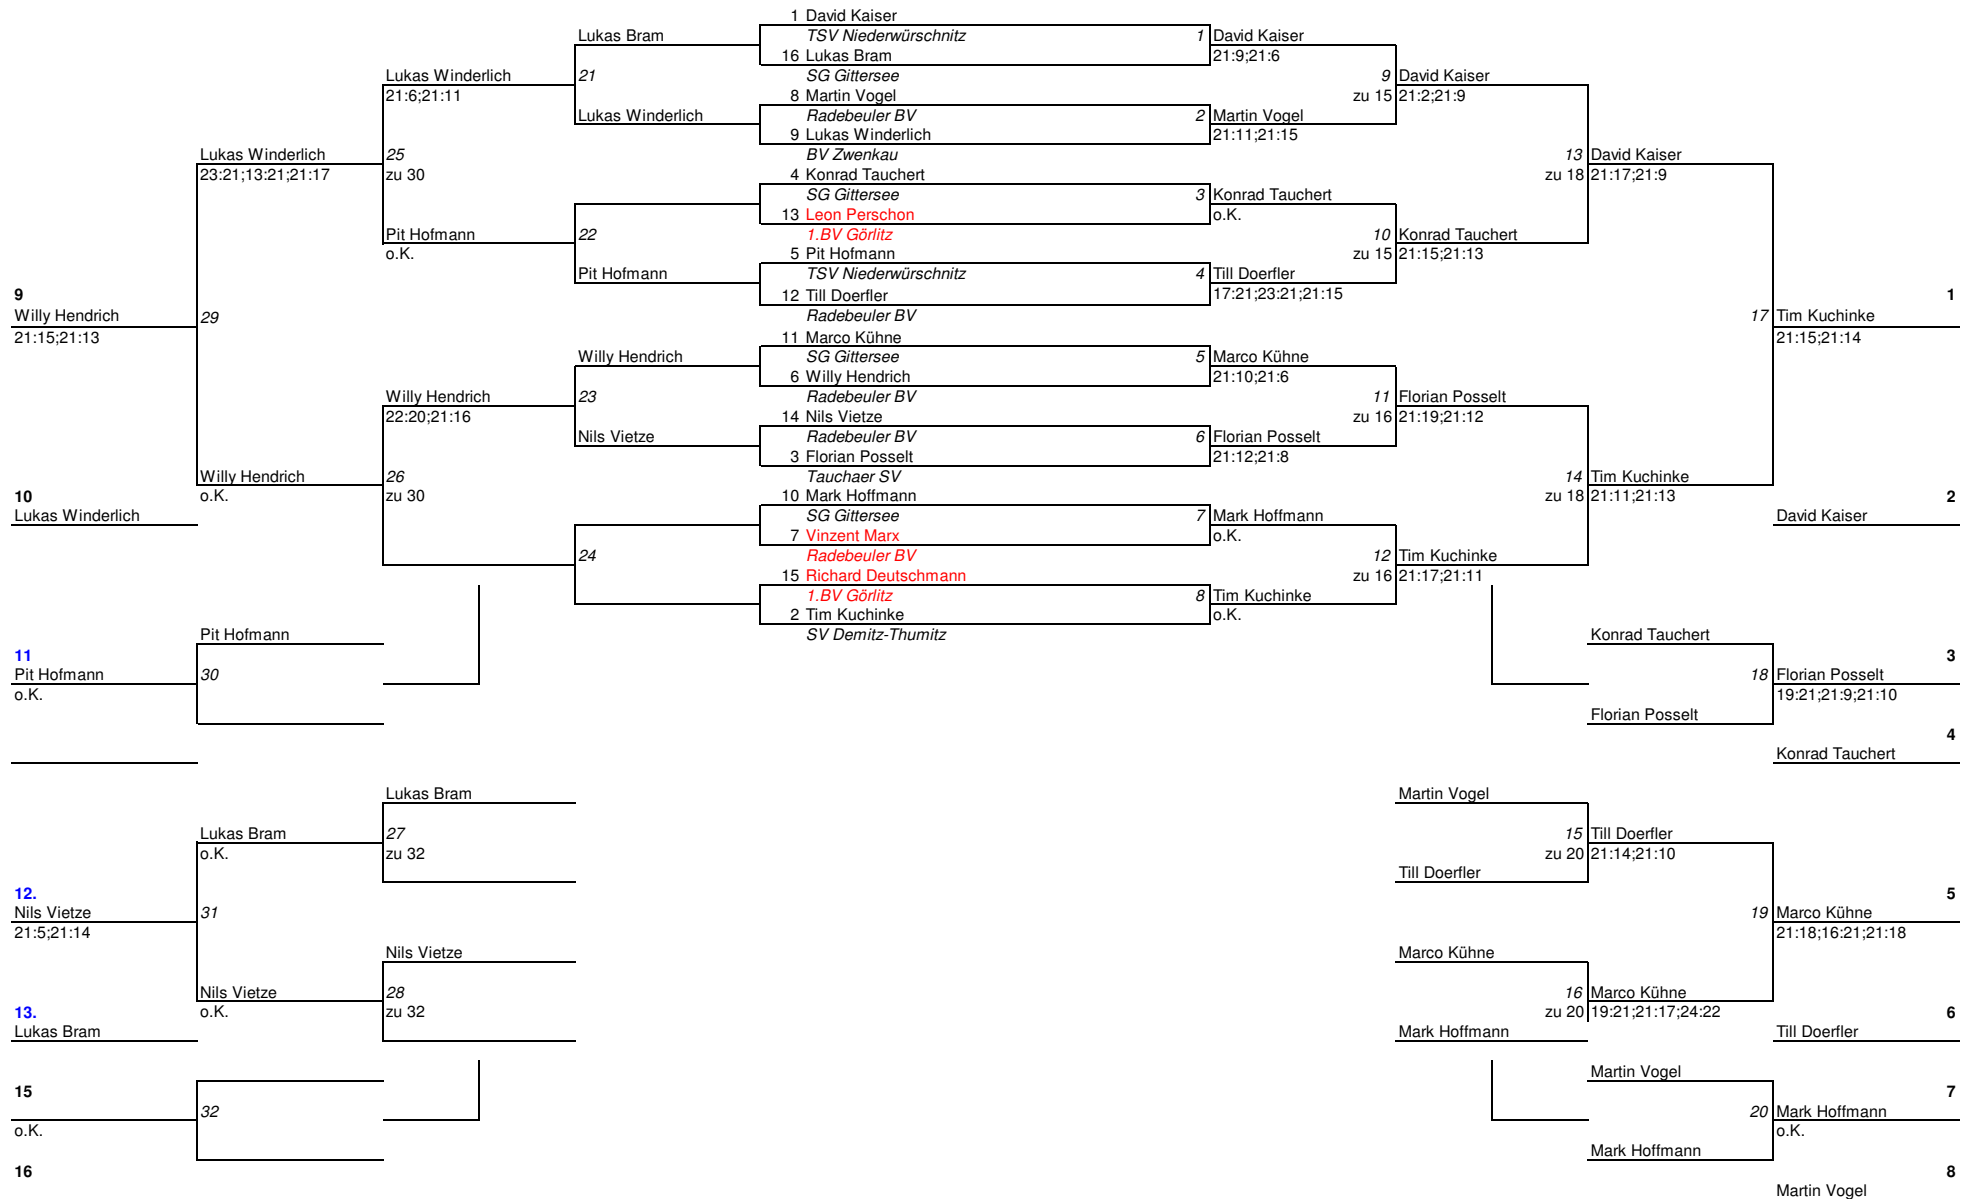 1 David Kaiser
Lukas Bram TSV Niederwürschnitz 1 David Kaiser
16 Lukas Bram 21:9;21:6
Lukas Winderlich 21 SG Gittersee 9 David Kaiser
21:6;21:11 8 Martin Vogel zu 15 21:2;21:9
Lukas Winderlich Radebeuler BV 2 Martin Vogel
9 Lukas Winderlich 21:11;21:15
Lukas Winderlich 25 BV Zwenkau 13 David Kaiser
23:21;13:21;21:17 zu 30 4 Konrad Tauchert zu 18 21:17;21:9
SG Gittersee 3 Konrad Tauchert
13 Leon Perschon o.K.
Pit Hofmann 22 1.BV Görlitz 10 Konrad Tauchert
o.K. 5 Pit Hofmann zu 15 21:15;21:13
Pit Hofmann TSV Niederwürschnitz 4 Till Doerfler
9 12 Till Doerfler 17:21;23:21;21:15 1
Willy Hendrich 29 Radebeuler BV 17 Tim Kuchinke
21:15;21:13 11 Marco Kühne 21:15;21:14
Willy Hendrich SG Gittersee 5 Marco Kühne
6 Willy Hendrich 21:10;21:6
Willy Hendrich 23 Radebeuler BV 11 Florian Posselt
22:20;21:16 14 Nils Vietze zu 16 21:19;21:12
Nils Vietze Radebeuler BV 6 Florian Posselt
3 Florian Posselt 21:12;21:8
Willy Hendrich 26 Tauchaer SV 14 Tim Kuchinke
10 o.K. zu 30 10 Mark Hoffmann zu 18 21:11;21:13 2
Lukas Winderlich SG Gittersee 7 Mark Hoffmann David Kaiser
7 Vinzent Marx o.K.
24 Radebeuler BV 12 Tim Kuchinke
15 Richard Deutschmann zu 16 21:17;21:11
1.BV Görlitz 8 Tim Kuchinke
2 Tim Kuchinke o.K.
Pit Hofmann SV Demitz-Thumitz Konrad Tauchert
11 3
Pit Hofmann 30 18 Florian Posselt
o.K. 19:21;21:9;21:10
Florian Posselt
4
Konrad Tauchert
Lukas Bram Martin Vogel
Lukas Bram 27 15 Till Doerfler
o.K. zu 32 zu 20 21:14;21:10
Till Doerfler
12. 5
Nils Vietze 31 19 Marco Kühne
21:5;21:14 21:18;16:21;21:18
Nils Vietze Marco Kühne
Nils Vietze 28 16 Marco Kühne
13. o.K. zu 32 zu 20 19:21;21:17;24:22 6
Lukas Bram Mark Hoffmann Till Doerfler
Martin Vogel
15 7
32 20 Mark Hoffmann
o.K. o.K.
Mark Hoffmann
16 8
Martin Vogel